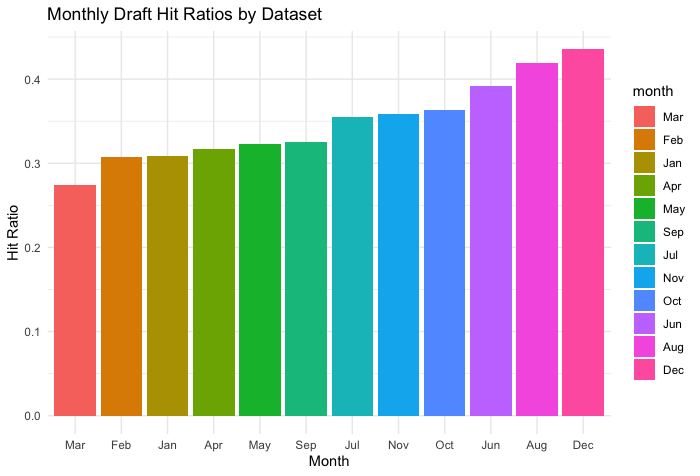 Monthly Draft Hit Ratios by Dataset
Hit Ratio
0.4
0.3
0.2
0.1
0.0
Mar Feb Jan Apr May Sep Jul Nov Oct Jun Aug Dec
Month
month
Mar
Feb
Jan
Apr
May
Sep
Jul
Nov
Oct
Jun
Aug
Dec